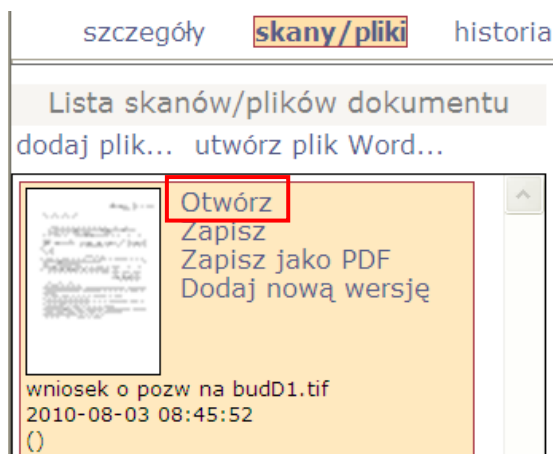 szczegóły skany/pliki historia
Lista skanów/plików dokumentu
dodaj plik... utwórz plik Word...
Otwórz
Zapisz
Zapisz jako PDF
Dodaj nową wersję
wniosek o pozw na budD1.tif
2010-08-03 08:45:52
()